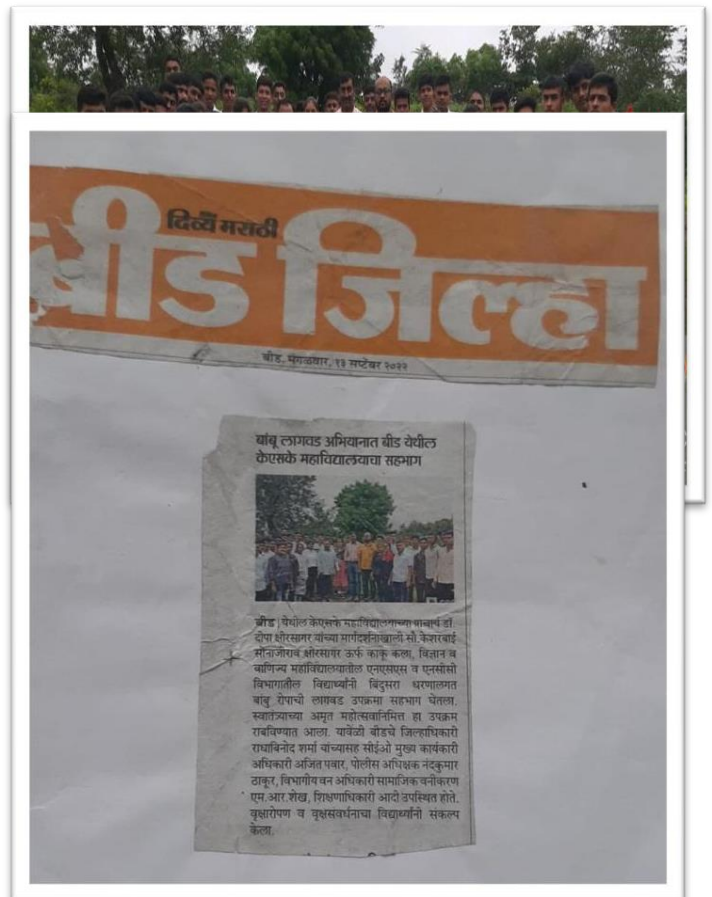 दिव्य मराठी
बीड जिल्हा
बीड, मंगळवार, १३ सप्टेंबर २०२२
बांबू लागवड अभियानात बीड येथील
केएसके महाविद्यालयाचा सहभाग
बीड | येथील केएसके महाविद्यालयाच्या प्राचार्य डॉ.
दीपा क्षीरसागर यांच्या मार्गदर्शनाखाली सौ. केशरबाई
सोनाजीराव क्षीरसागर ऊर्फ काकू कला, विज्ञान व
वाणिज्य महाविद्यालयातील एनएसएस व एनसीसी
विभागातील विद्यार्थ्यांनी बिंदुसरा धरणालगत
बांबु रोपाची लागवड उपक्रमा सहभाग घेतला.
स्वातंत्र्याच्या अमृत महोत्सवानिमित्त हा उपक्रम
राबविण्यात आला. यावेळी बीडचे जिल्हाधिकारी
राधाबिनोद शर्मा यांच्यासह सीईओ मुख्य कार्यकारी
अधिकारी अजित पवार, पोलीस अधिक्षक नंदकुमार
ठाकूर, विभागीय वन अधिकारी सामाजिक वनीकरण
एम.आर.शेख, शिक्षणाधिकारी आदी उपस्थित होते.
वृक्षारोपण व वृक्षसंवर्धनाचा विद्यार्थ्यांनी संकल्प
केला.